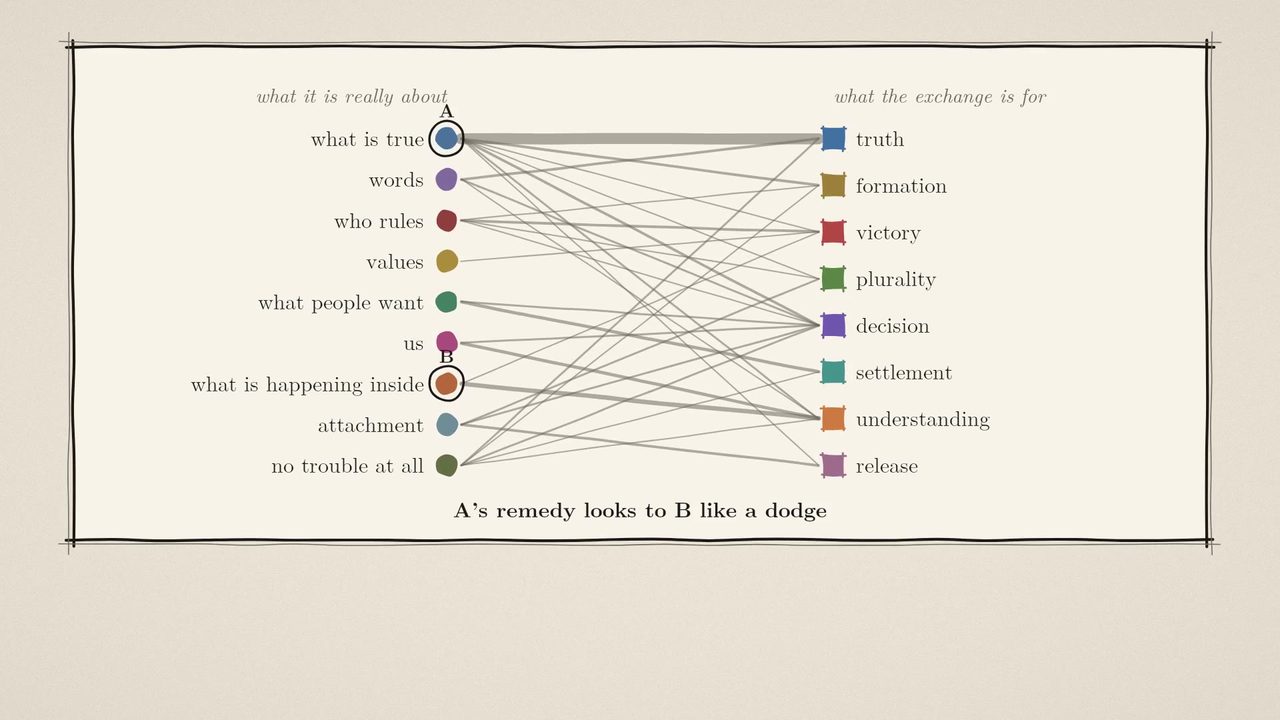 what it is really about
what the exchange is for
A
what is true
truth
words
formation
who rules
victory
values
plurality
what people want
decision
us
B
settlement
what is happening inside
understanding
attachment
no trouble at all
release
A's remedy looks to B like a dodge